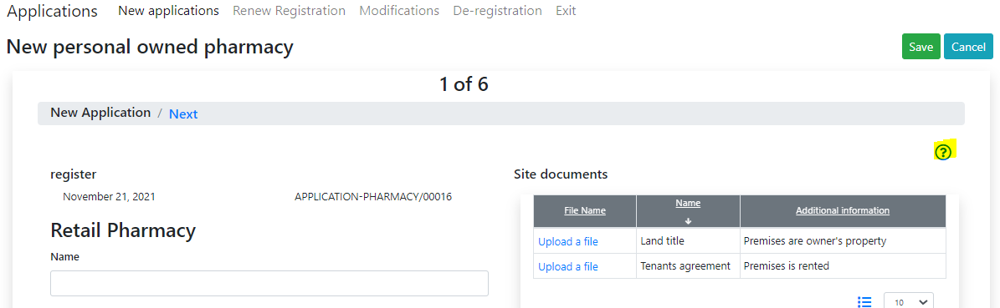 Applications New applications Renew Registration Modifications De-registration Exit
New personal owned pharmacy Save Cancel
1 of 6
New Application / Next
?
register
November 21, 2021 APPLICATION-PHARMACY/00016
Retail Pharmacy
Name
Site documents
File Name Name Additional information
Upload a file Land title Premises are owner's property
Upload a file Tenants agreement Premises is rented
10